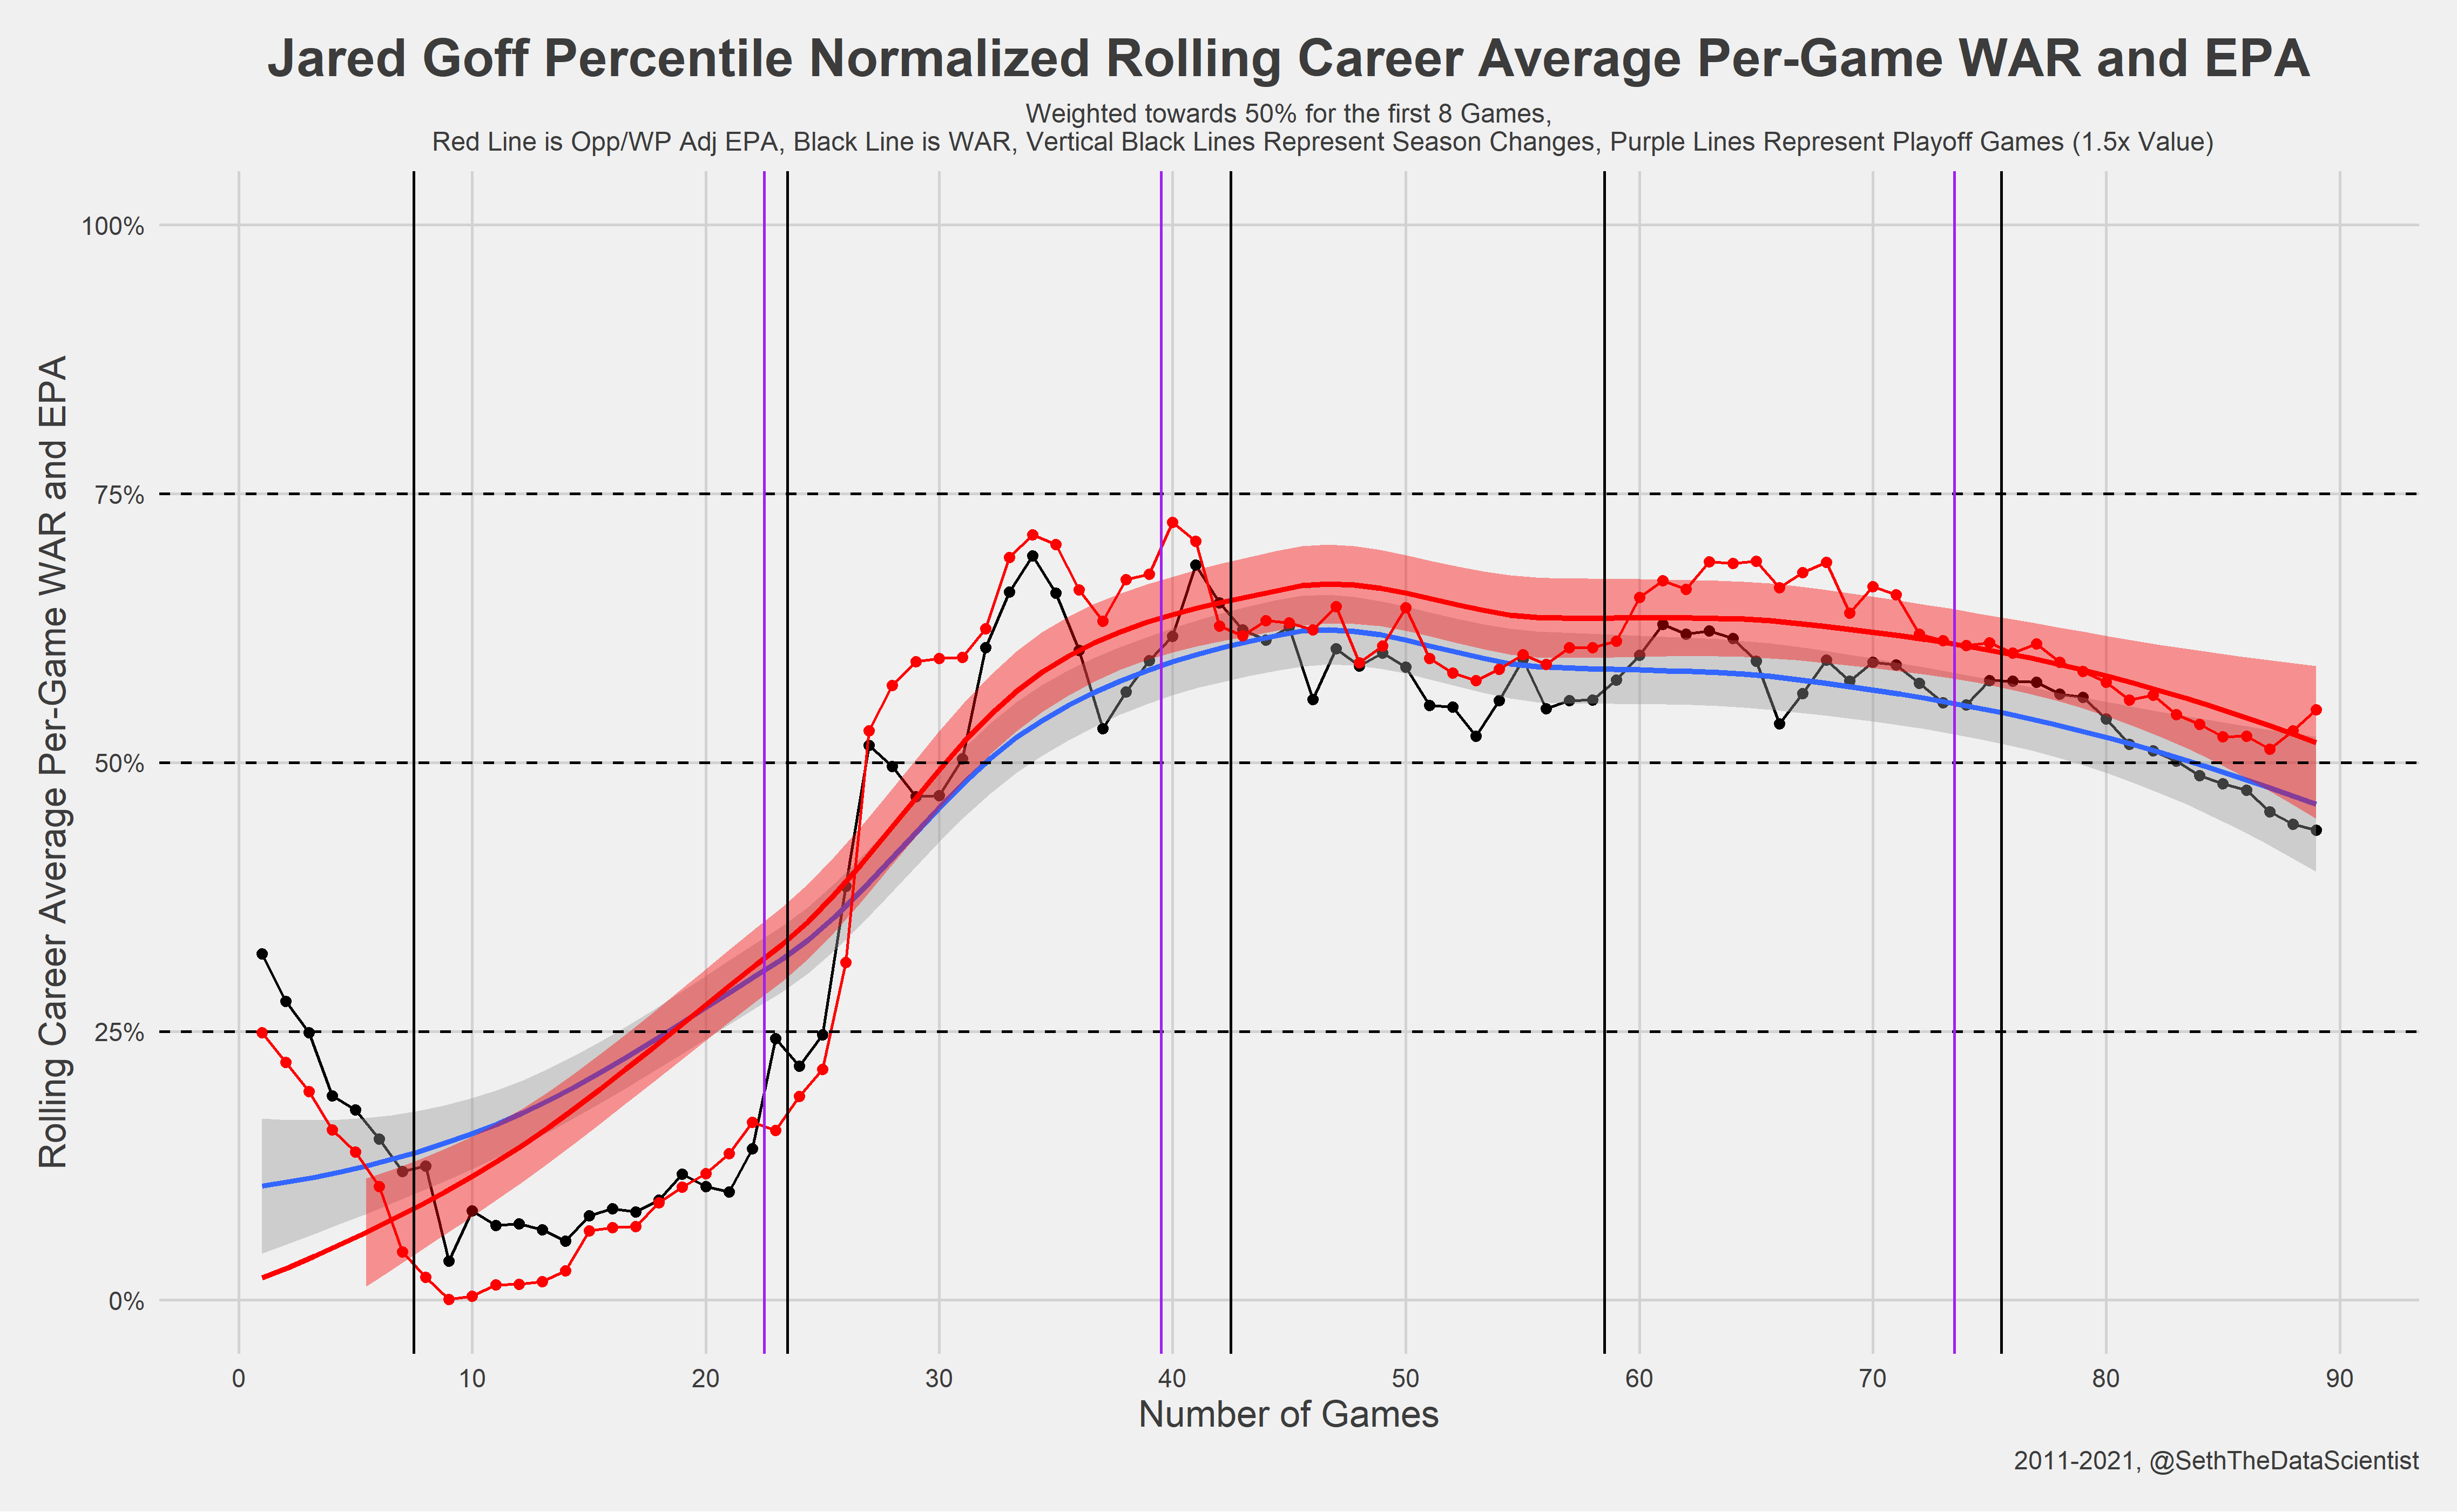 Jared Goff Percentile Normalized Rolling Career Average Per-Game WAR and EPA
Weighted towards 50% for the first 8 Games,
Red Line is Opp/WP Adj EPA, Black Line is WAR, Vertical Black Lines Represent Season Changes, Purple Lines Represent Playoff Games (1.5x Value)
Rolling Career Average Per-Game WAR and EPA
100%
75%
50%
25%
0%
0 10 20 30 40 50 60 70 80 90
Number of Games
2011-2021, @SethTheDataScientist